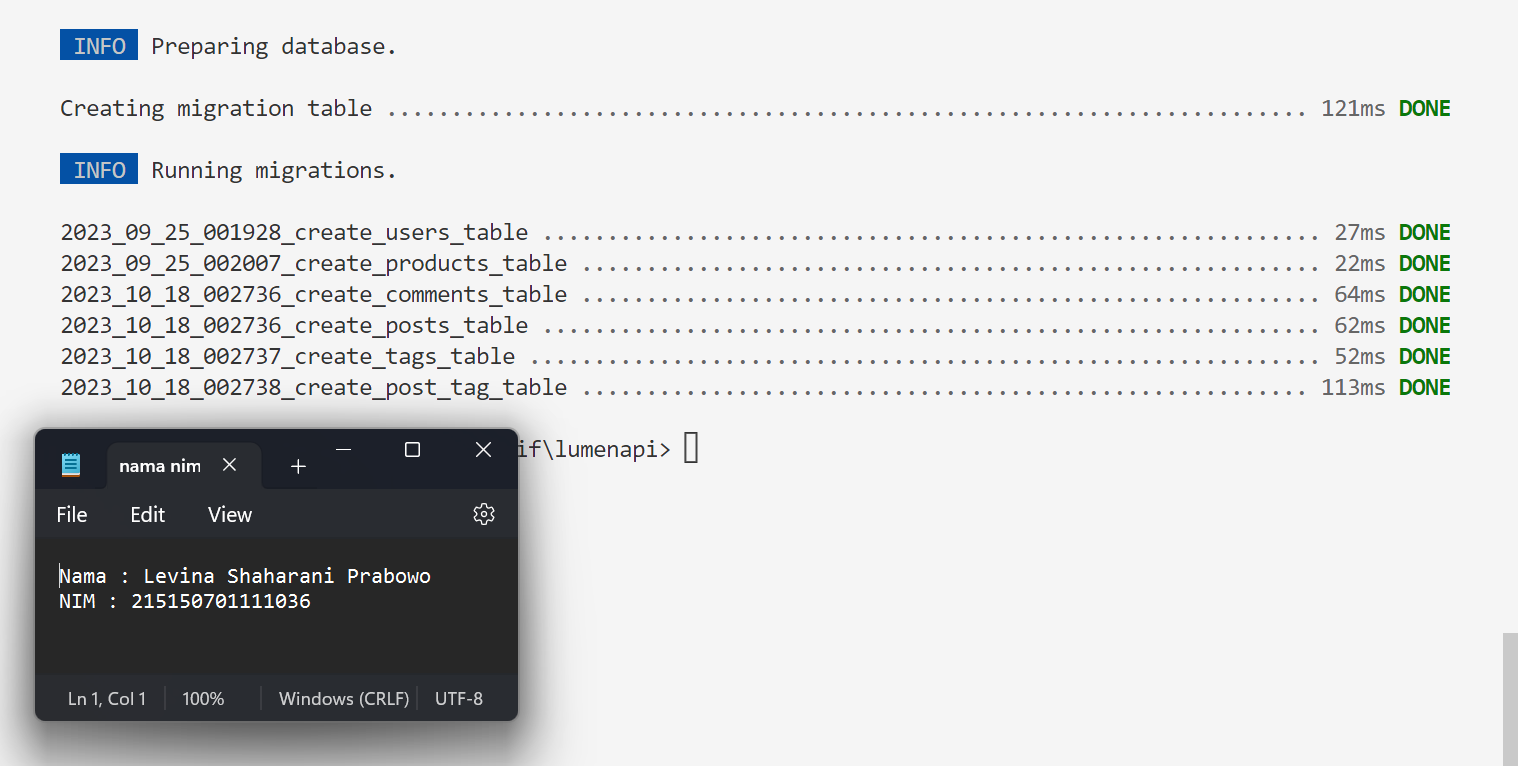 INFO Preparing database.
Creating migration table ....................................................................... 121ms DONE
INFO Running migrations.
2023_09_25_001928_create_users_table ............................................................ 27ms DONE
2023_09_25_002007_create_products_table ......................................................... 22ms DONE
2023_10_18_002736_create_comments_table ......................................................... 64ms DONE
2023_10_18_002736_create_posts_table ............................................................ 62ms DONE
2023_10_18_002737_create_tags_table ............................................................. 52ms DONE
2023_10_18_002738_create_post_tag_table ........................................................ 113ms DONE
if\lumenapi>
nama nim
File Edit View
Nama : Levina Shaharani Prabowo
NIM : 215150701111036
Ln 1, Col 1 100% Windows (CRLF) UTF-8